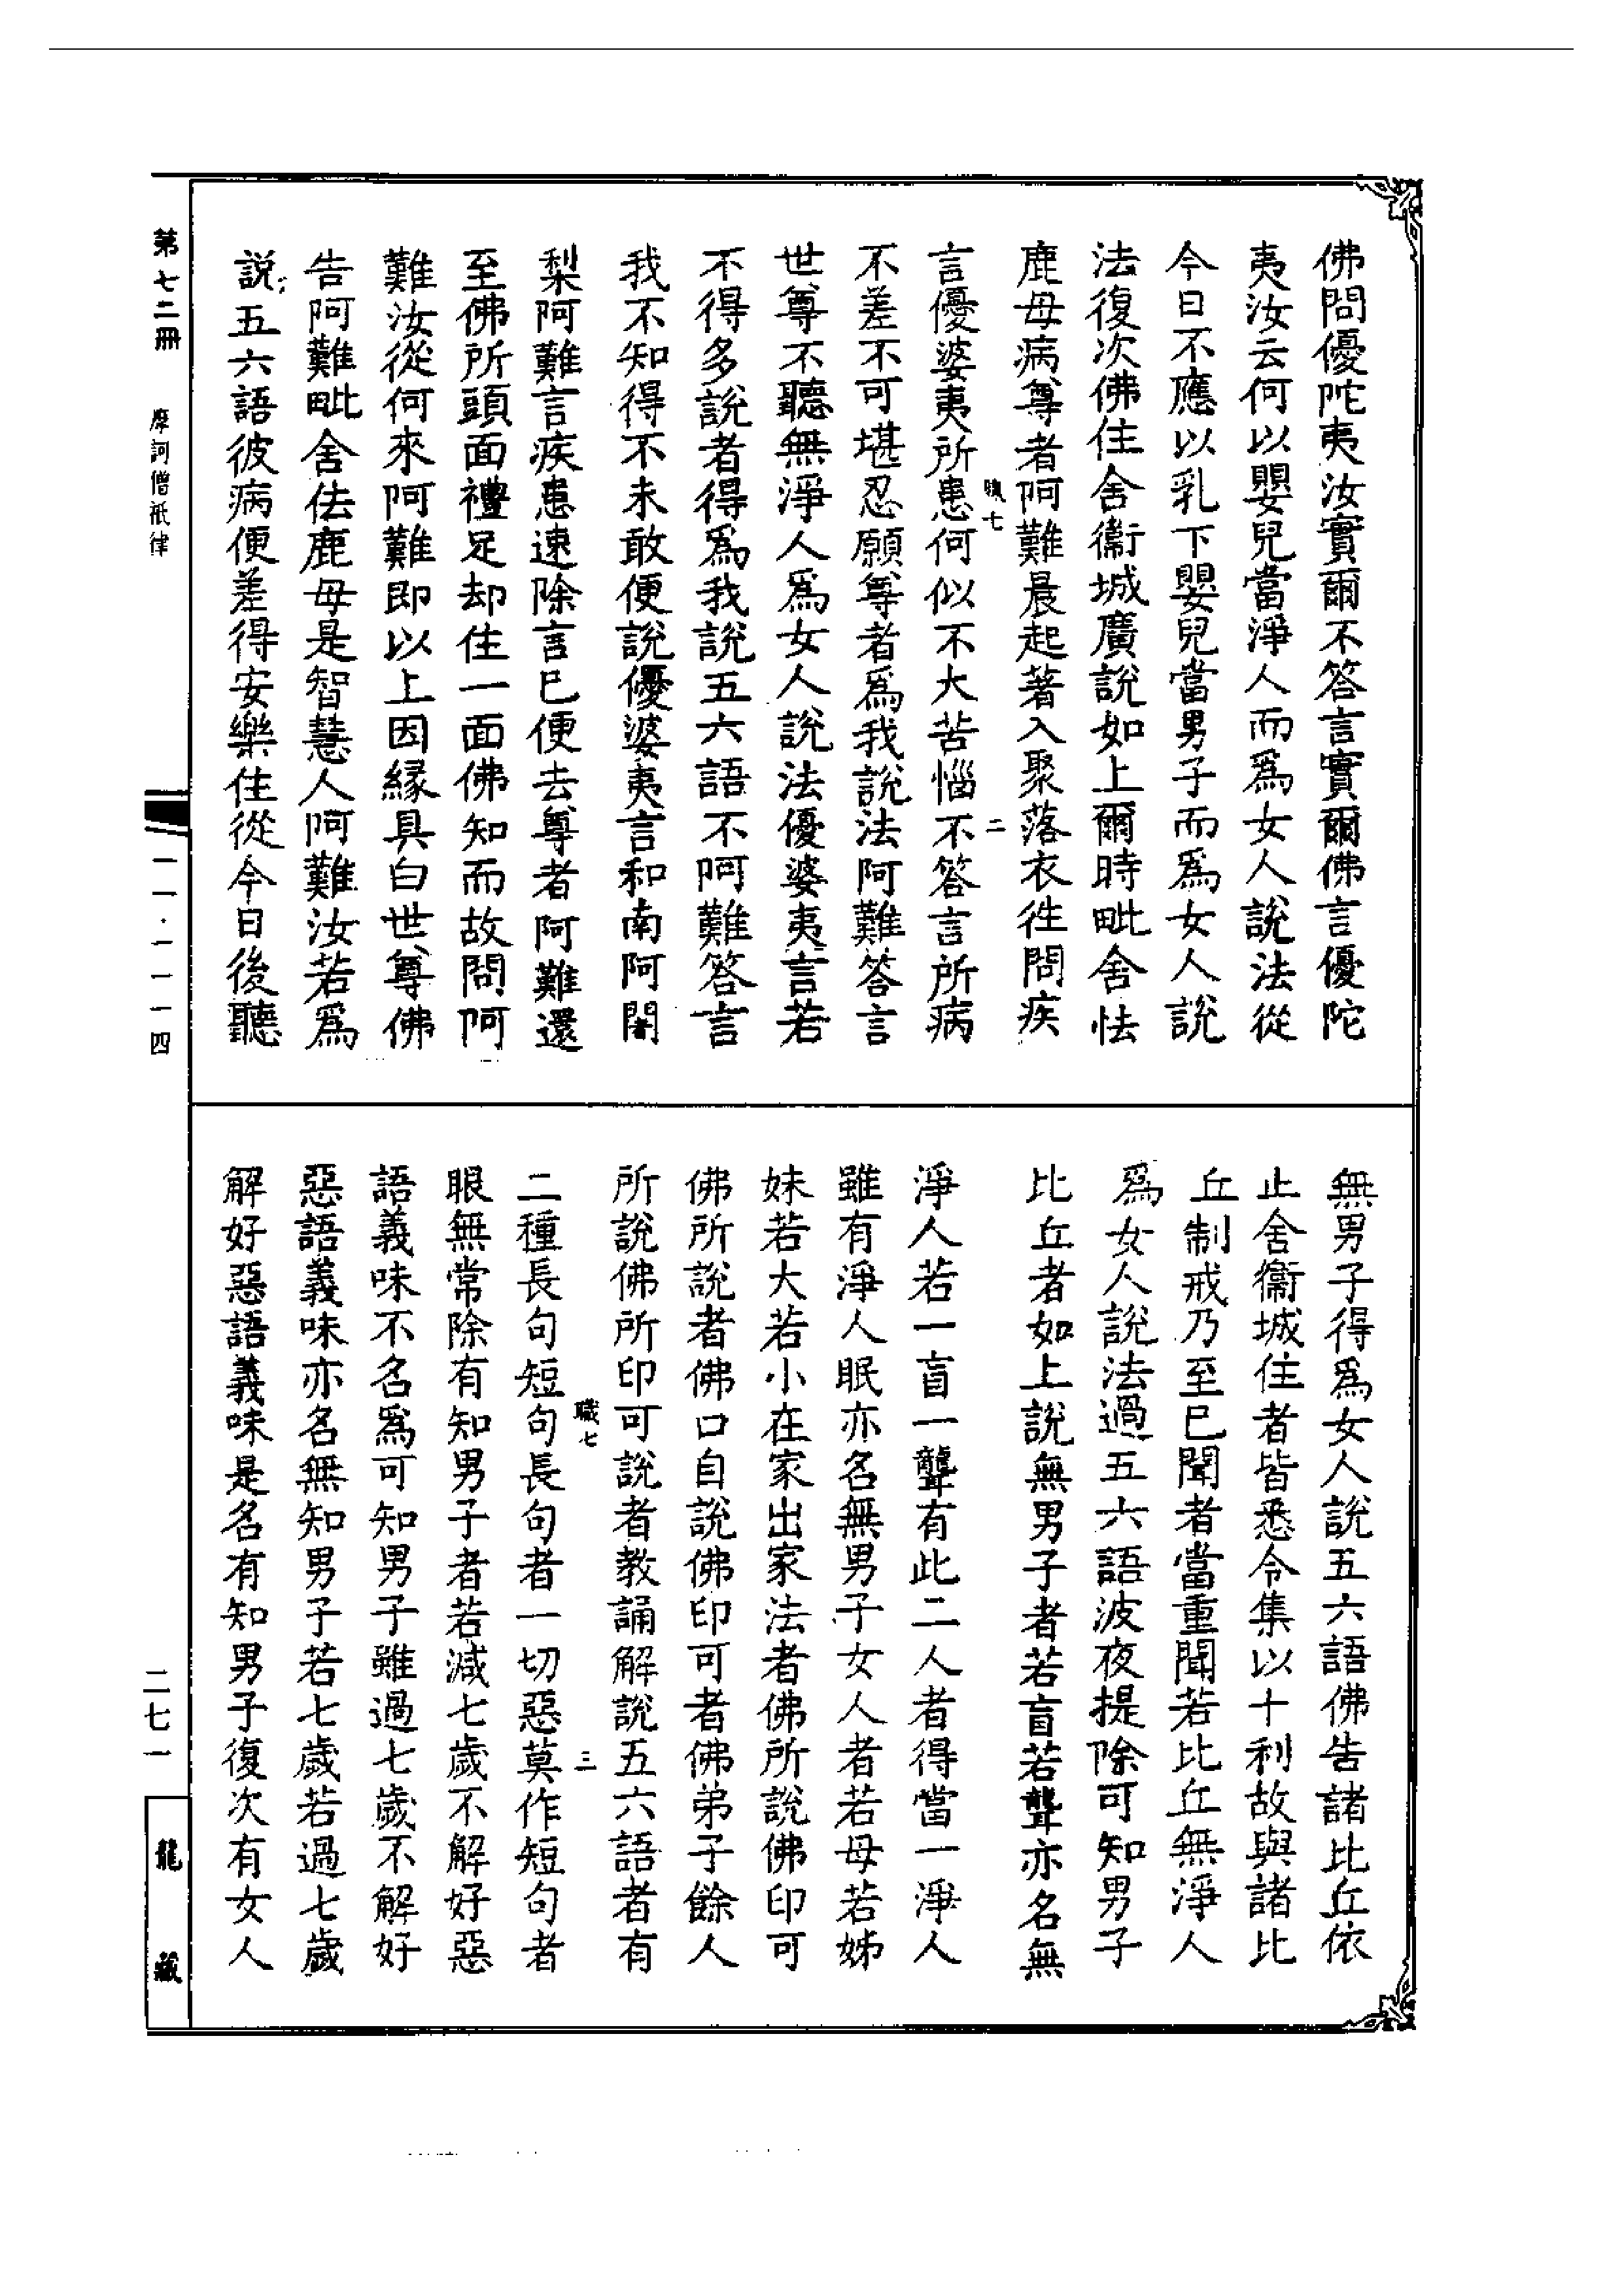 佛問優陀夷汝實爾不答言實爾佛言優陀
夷汝云何以嬰兒當淨人而爲女人說法從
今日不應以乳下嬰兒當男子而爲女人說
法復次佛住舍衞城廣說如上爾時毗舍佉
鹿母病尊者阿難晨起著入聚落衣徃問疾
職七
二
言優婆夷所患何似不大苦惱不答言所病
不差不可堪忍願尊者爲我說法阿難答言
世尊不聽無淨人爲女人說法優婆夷言若
不得多說者得爲我說五六語不阿難答言
我不知得不未敢便說優婆夷言和南阿闍
梨阿難言疾患速除言已便去尊者阿難還
至佛所頭面禮足却住一面佛知而故問阿
難汝從何來阿難即以上因緣具白世尊佛
告阿難毗舍佉鹿母是智慧人阿難汝若爲
說五六語彼病便差得安樂住從今日後聽
無男子得爲女人說五六語佛告諸比丘依
止舍衞城住者皆悉令集以十利故與諸比
丘制戒乃至已聞者當重聞若比丘無淨人
爲女人說法過五六語波夜提除可知男子
比丘者如上說無男子者若盲若聾亦名無
淨人若一盲一聾有此二人者得當一淨人
雖有淨人眠亦名無男子女人者若母若姊
妹若大若小在家出家法者佛所說佛印可
佛所說者佛口自說佛印可者佛弟子餘人
所說佛所印可說者教誦解說五六語者有
職七
三
二種長句短句長句者一切惡莫作短句者
眼無常除有知男子者若減七歲不解好惡
語義味不名爲可知男子雖過七歲不解好
惡語義味亦名無知男子若七歲若過七歲
解好惡語義味是名有知男子復次有女人
第七二冊
摩訶僧祇律
一一·一一一四
二七一
龍藏